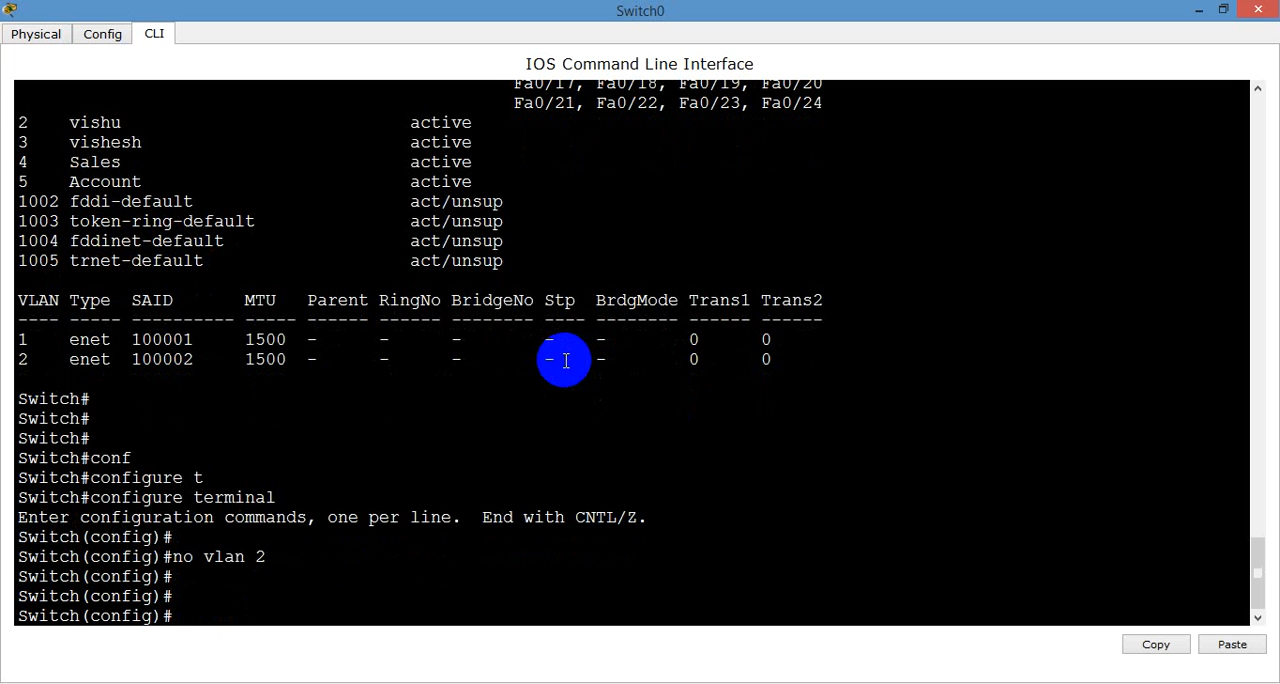 Switch0
Physical Config CLI
IOS Command Line Interface
Fa0/17, Fa0/18, Fa0/19, Fa0/20
Fa0/21, Fa0/22, Fa0/23, Fa0/24
2 vishu active
3 vishesh active
4 Sales active
5 Account active
1002 fddi-default act/unsup
1003 token-ring-default act/unsup
1004 fddinet-default act/unsup
1005 trnet-default act/unsup
VLAN Type SAID MTU Parent RingNo BridgeNo Stp BrdgMode Trans1 Trans2
---- ----- ---------- ----- ------ ------ -------- ---- -------- ------ ------
1 enet 100001 1500 - - - - - 0 0
2 enet 100002 1500 - - - - - 0 0
Switch#
Switch#
Switch#
Switch#conf
Switch#configure t
Switch#configure terminal
Enter configuration commands, one per line. End with CNTL/Z.
Switch(config)#
Switch(config)#no vlan 2
Switch(config)#
Switch(config)#
Switch(config)#
Copy Paste